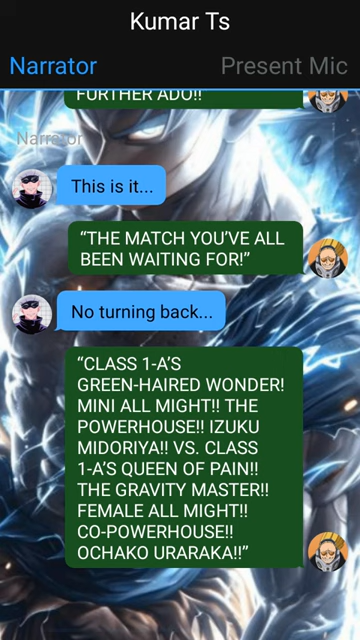 Kumar Ts
Narrator
Present Mic
FURTHER ADO!!
Narrator
This is it...
“THE MATCH YOU’VE ALL
BEEN WAITING FOR!”
No turning back...
“CLASS 1-A’S
GREEN-HAIRED WONDER!
MINI ALL MIGHT!! THE
POWERHOUSE!! IZUKU
MIDORIYA!! VS. CLASS
1-A’S QUEEN OF PAIN!!
THE GRAVITY MASTER!!
FEMALE ALL MIGHT!!
CO-POWERHOUSE!!
OCHAKO URARAKA!!”